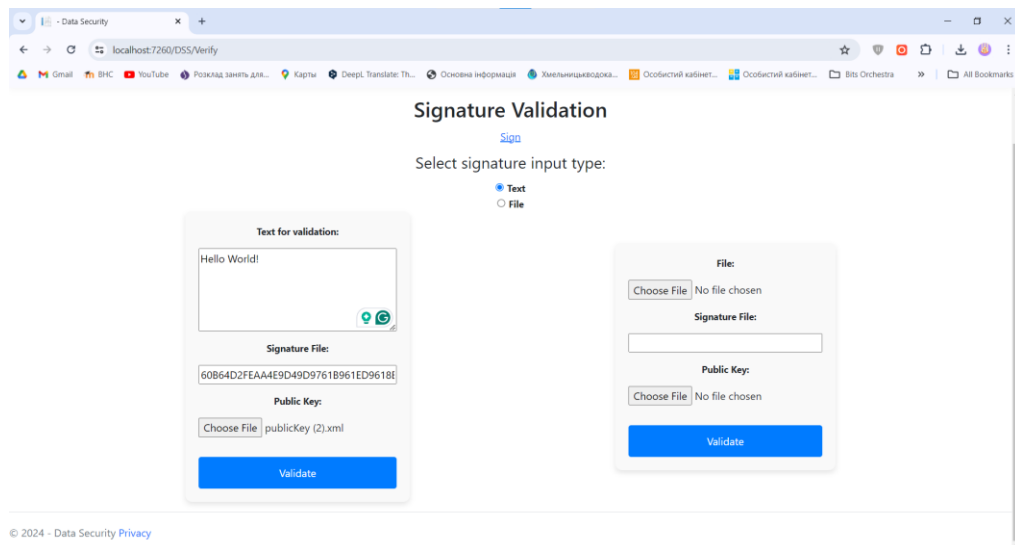 - Data Security
localhost:7260/DSS/Verify
Gmail
ВНС
YouTube
Розклад занять для...
Карты
DeepL Translate: Th...
Основна інформація
Хмельницькводока...
Особистий кабінет...
Особистий кабінет...
Bits Orchestra
All Bookmarks
Signature Validation
Sign
Select signature input type:
Text
File
Text for validation:
Hello World!
Signature File:
60B64D2FEAA4E9D49D9761B961ED9618E
Public Key:
Choose File publicKey (2).xml
Validate
File:
Choose File No file chosen
Signature File:
Public Key:
Choose File No file chosen
Validate
© 2024 - Data Security Privacy